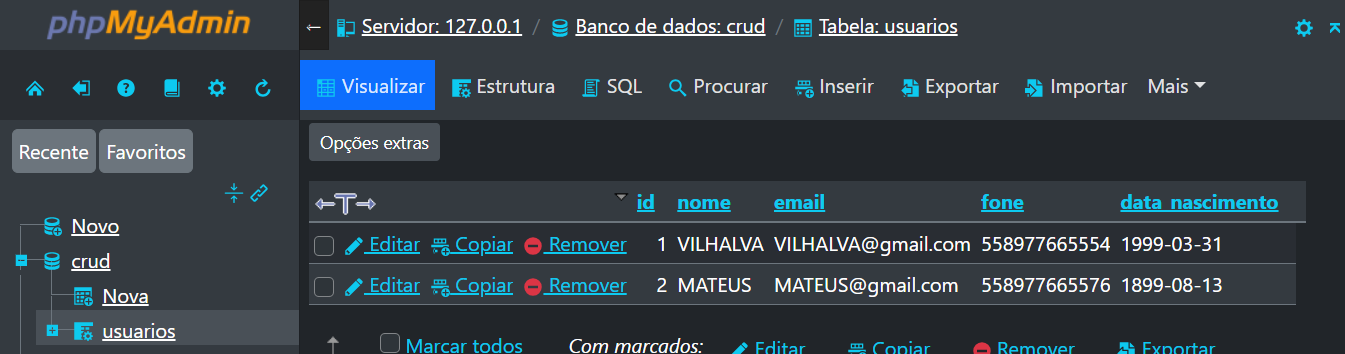 phpMyAdmin
Recente Favoritos
Novo
crud
Nova
usuarios
← Servidor: 127.0.0.1 / Banco de dados: crud / Tabela: usuarios
Visualizar Estrutura SQL Procurar Inserir Exportar Importar Mais
Opções extras
←T→ id nome email fone data_nascimento
Editar Copiar Remover 1 VILHALVA VILHALVA@gmail.com 558977665554 1999-03-31
Editar Copiar Remover 2 MATEUS MATEUS@gmail.com 558977665576 1899-08-13
Marcar todos Com marcados: Editar Copiar Remover Exportar